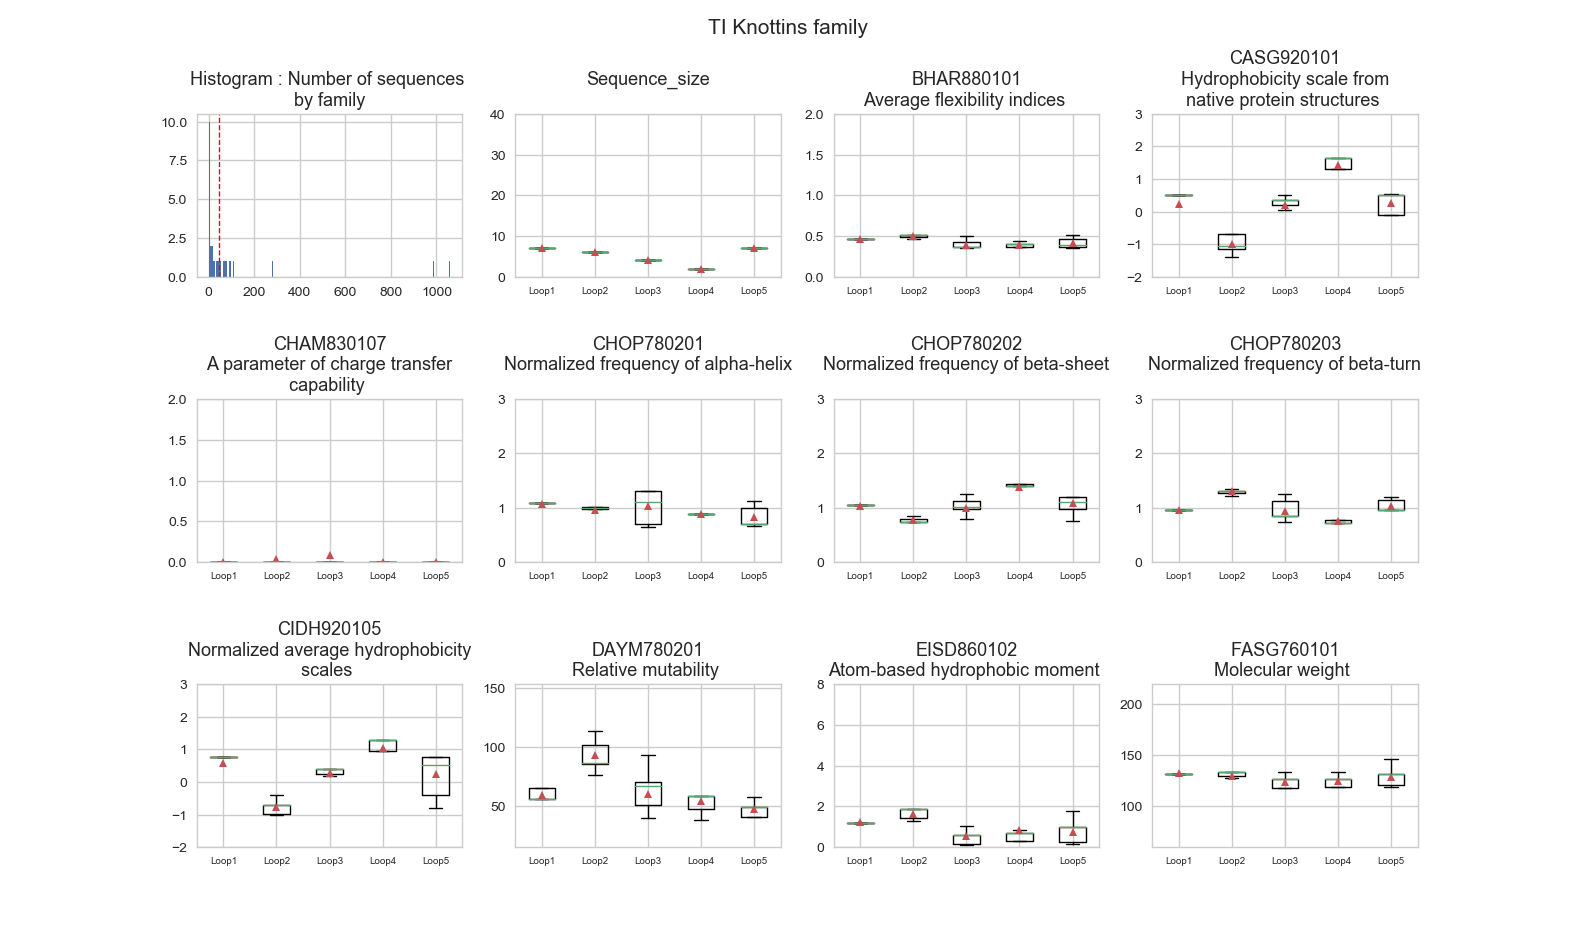 TI Knottins family
Histogram : Number of sequences
by family
10.0
7.5
5.0
2.5
0.0
0 200 400 600 800 1000
Sequence_size
40
30
20
10
0
Loop1 Loop2 Loop3 Loop4 Loop5
BHAR880101
Average flexibility indices
2.0
1.5
1.0
0.5
0.0
Loop1 Loop2 Loop3 Loop4 Loop5
CASG920101
Hydrophobicity scale from
native protein structures
3
2
1
0
−1
−2
Loop1 Loop2 Loop3 Loop4 Loop5
CHAM830107
A parameter of charge transfer
capability
2.0
1.5
1.0
0.5
0.0
Loop1 Loop2 Loop3 Loop4 Loop5
CHOP780201
Normalized frequency of alpha-helix
3
2
1
0
Loop1 Loop2 Loop3 Loop4 Loop5
CHOP780202
Normalized frequency of beta-sheet
3
2
1
0
Loop1 Loop2 Loop3 Loop4 Loop5
CHOP780203
Normalized frequency of beta-turn
3
2
1
0
Loop1 Loop2 Loop3 Loop4 Loop5
CIDH920105
Normalized average hydrophobicity
scales
3
2
1
0
−1
−2
Loop1 Loop2 Loop3 Loop4 Loop5
DAYM780201
Relative mutability
150
100
50
Loop1 Loop2 Loop3 Loop4 Loop5
EISD860102
Atom-based hydrophobic moment
8
6
4
2
0
Loop1 Loop2 Loop3 Loop4 Loop5
FASG760101
Molecular weight
200
150
100
Loop1 Loop2 Loop3 Loop4 Loop5